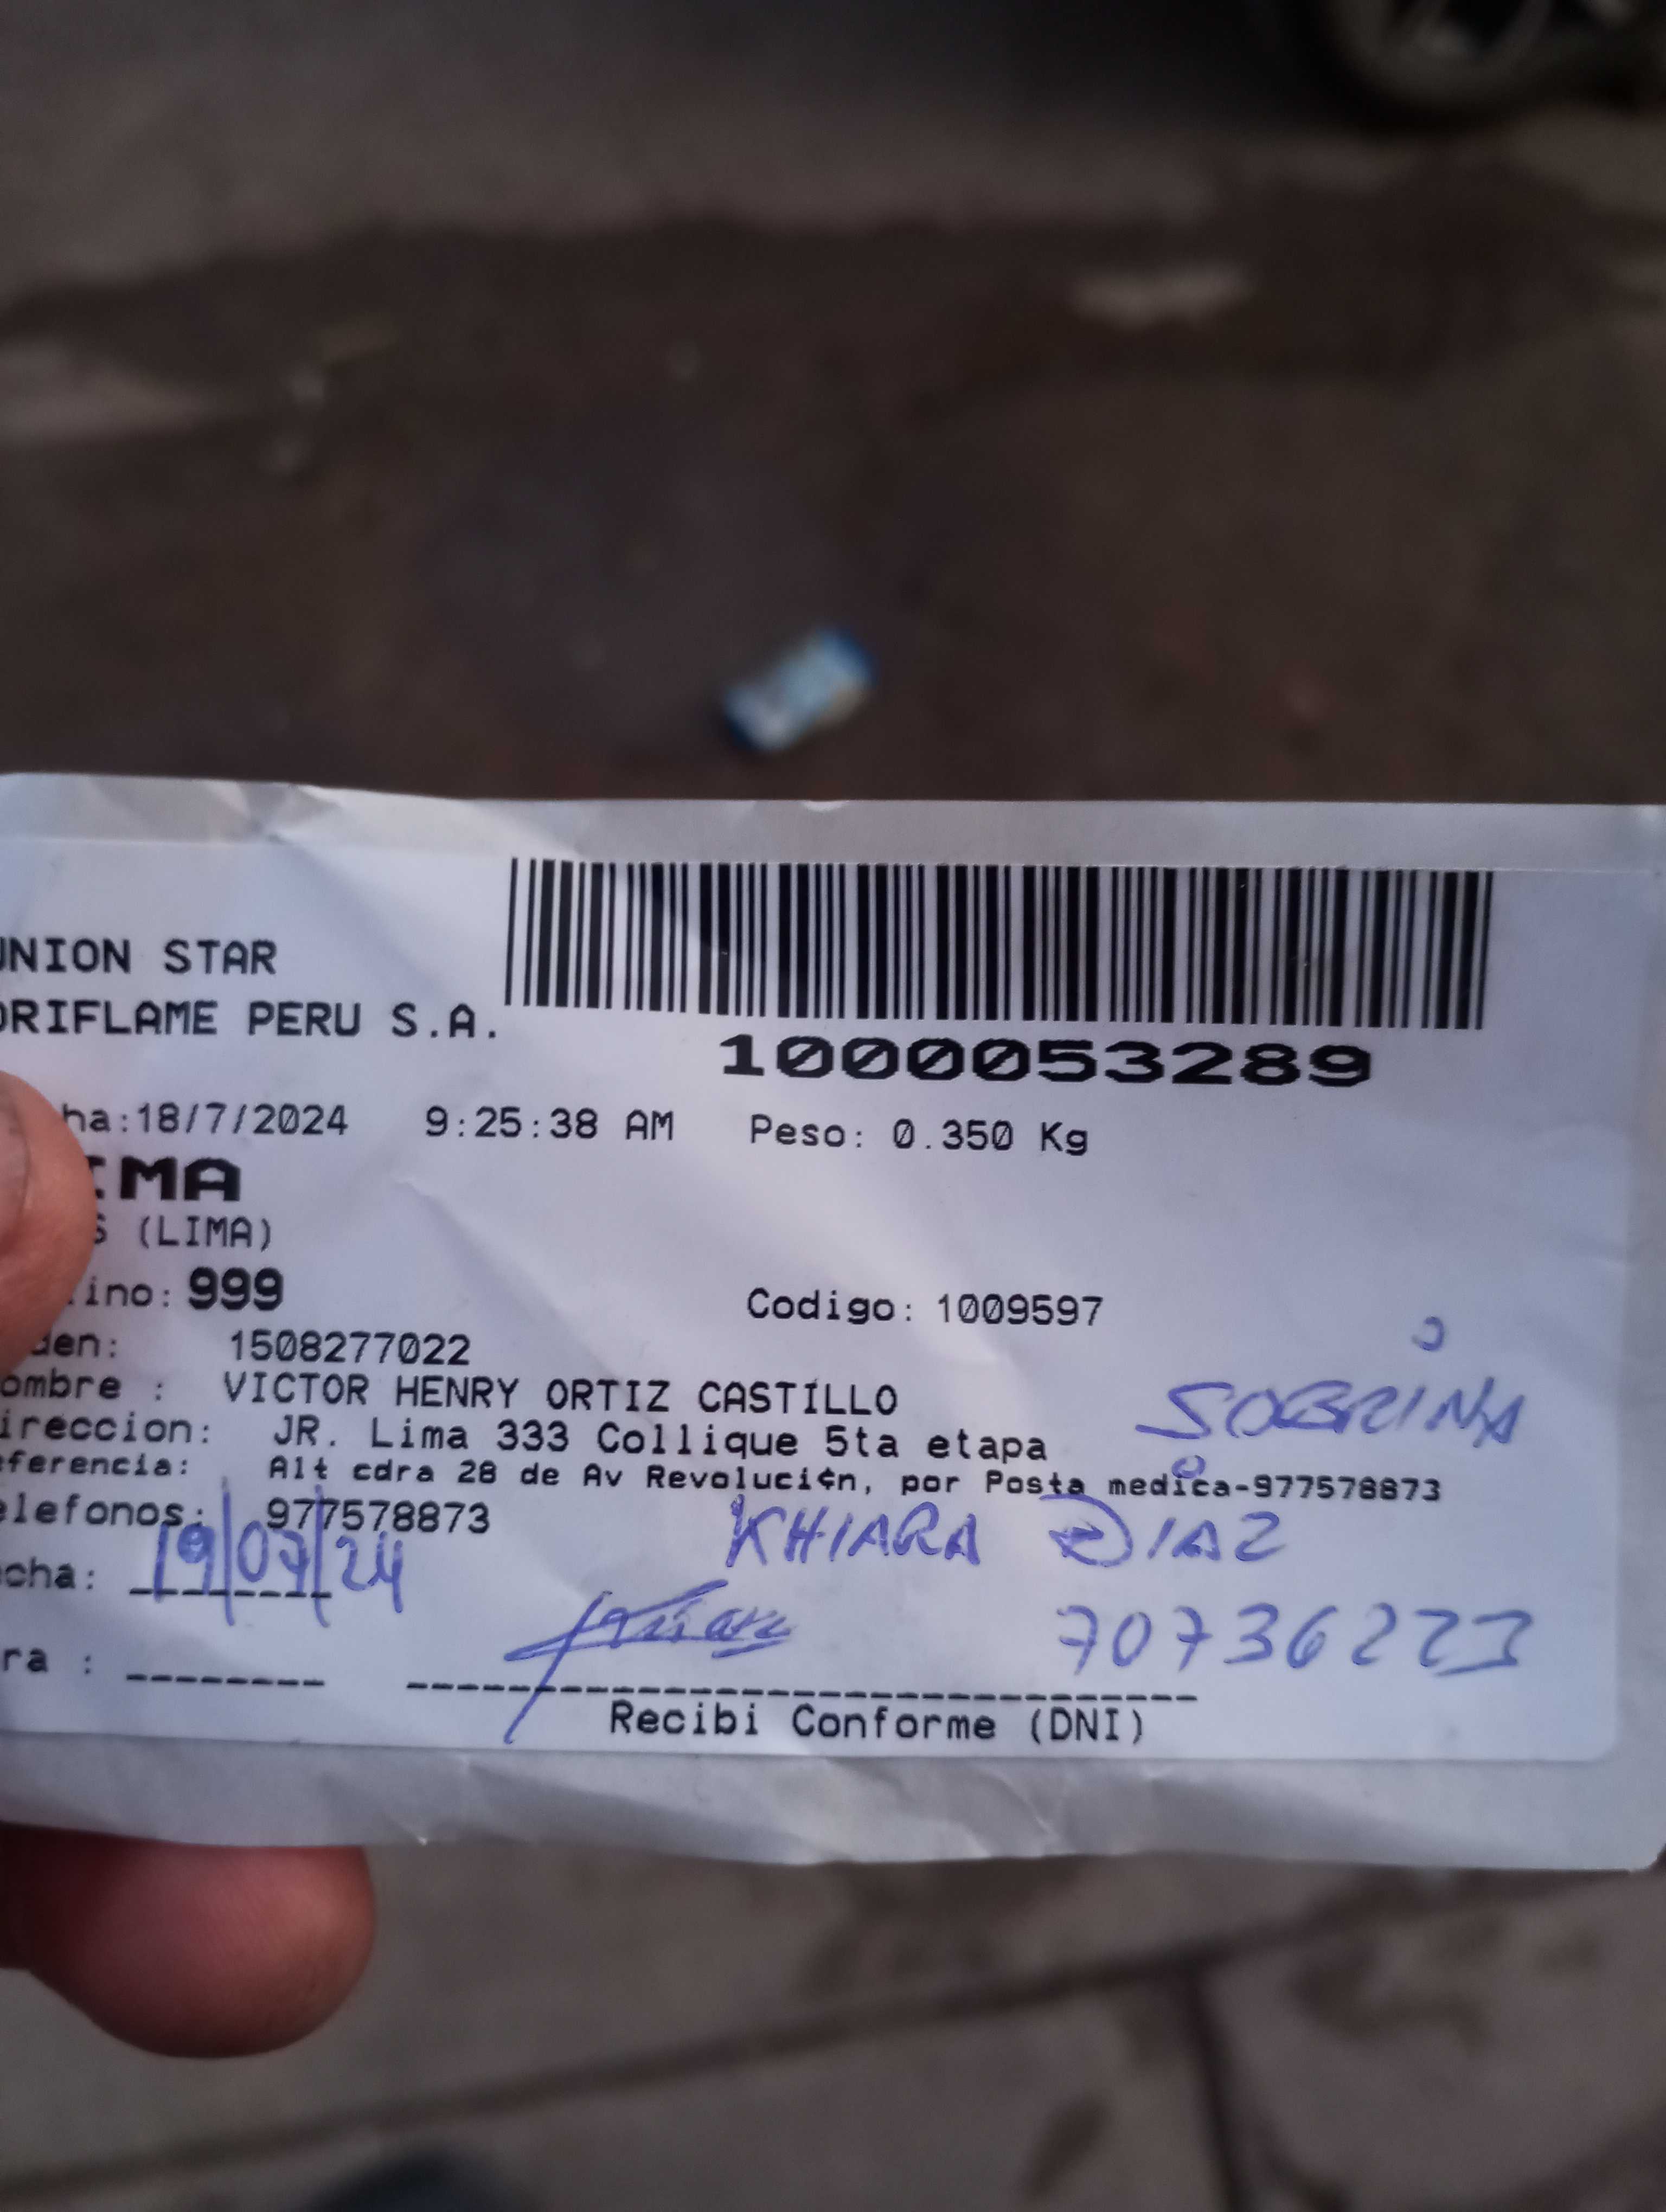 UNION STAR
ORIFLAME PERU S.A.
1000053289
ha:18/7/2024 9:25:38 AM Peso: 0.350 Kg
IMA
S (LIMA)
ino: 999 Codigo: 1009597
den: 1508277022
ombre : VICTOR HENRY ORTIZ CASTILLO
SOBRINA
ireccion: JR. Lima 333 Collique 5ta etapa
ferencia: Alt cdra 28 de Av Revoluci¢n, por Posta medica-977578873
elefonos: 977578873
KHIARA DIAZ
cha: 19/07/24
70736223
ra :
Recibi Conforme (DNI)